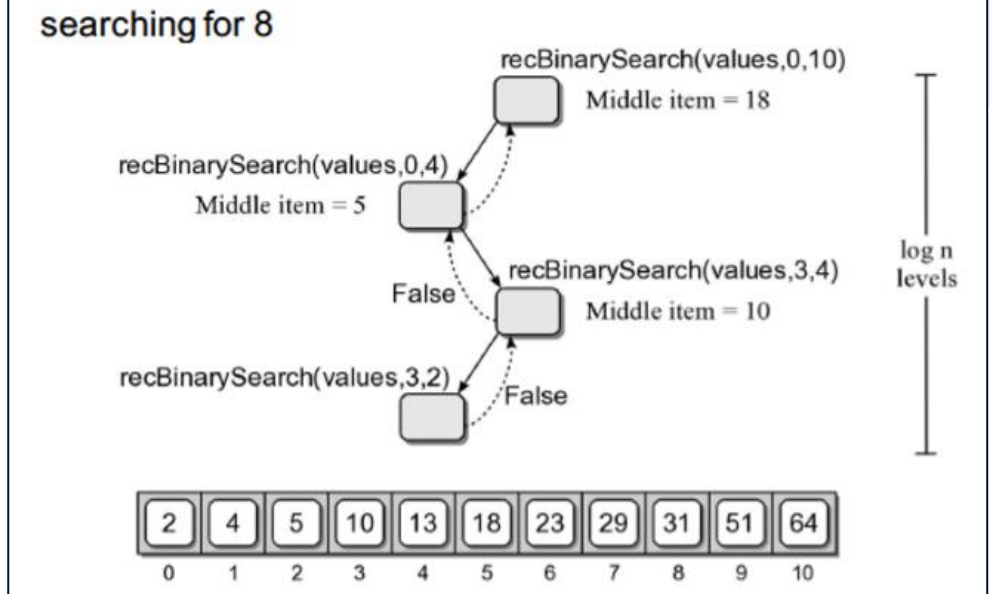 searching for 8
recBinarySearch(values,0,10)
Middle item = 18
recBinarySearch(values,0,4)
Middle item = 5
recBinarySearch(values,3,4)
False
Middle item = 10
log n
levels
recBinarySearch(values,3,2)
False
2 4 5 10 13 18 23 29 31 51 64
0 1 2 3 4 5 6 7 8 9 10